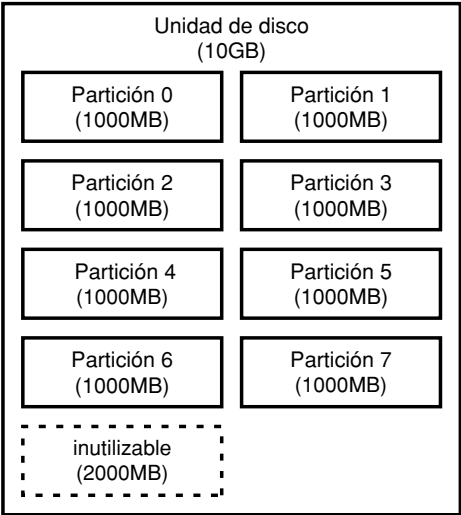 Unidad de disco
(10GB)
Partición 0
(1000MB)
Partición 1
(1000MB)
Partición 2
(1000MB)
Partición 3
(1000MB)
Partición 4
(1000MB)
Partición 5
(1000MB)
Partición 6
(1000MB)
Partición 7
(1000MB)
inutilizable
(2000MB)